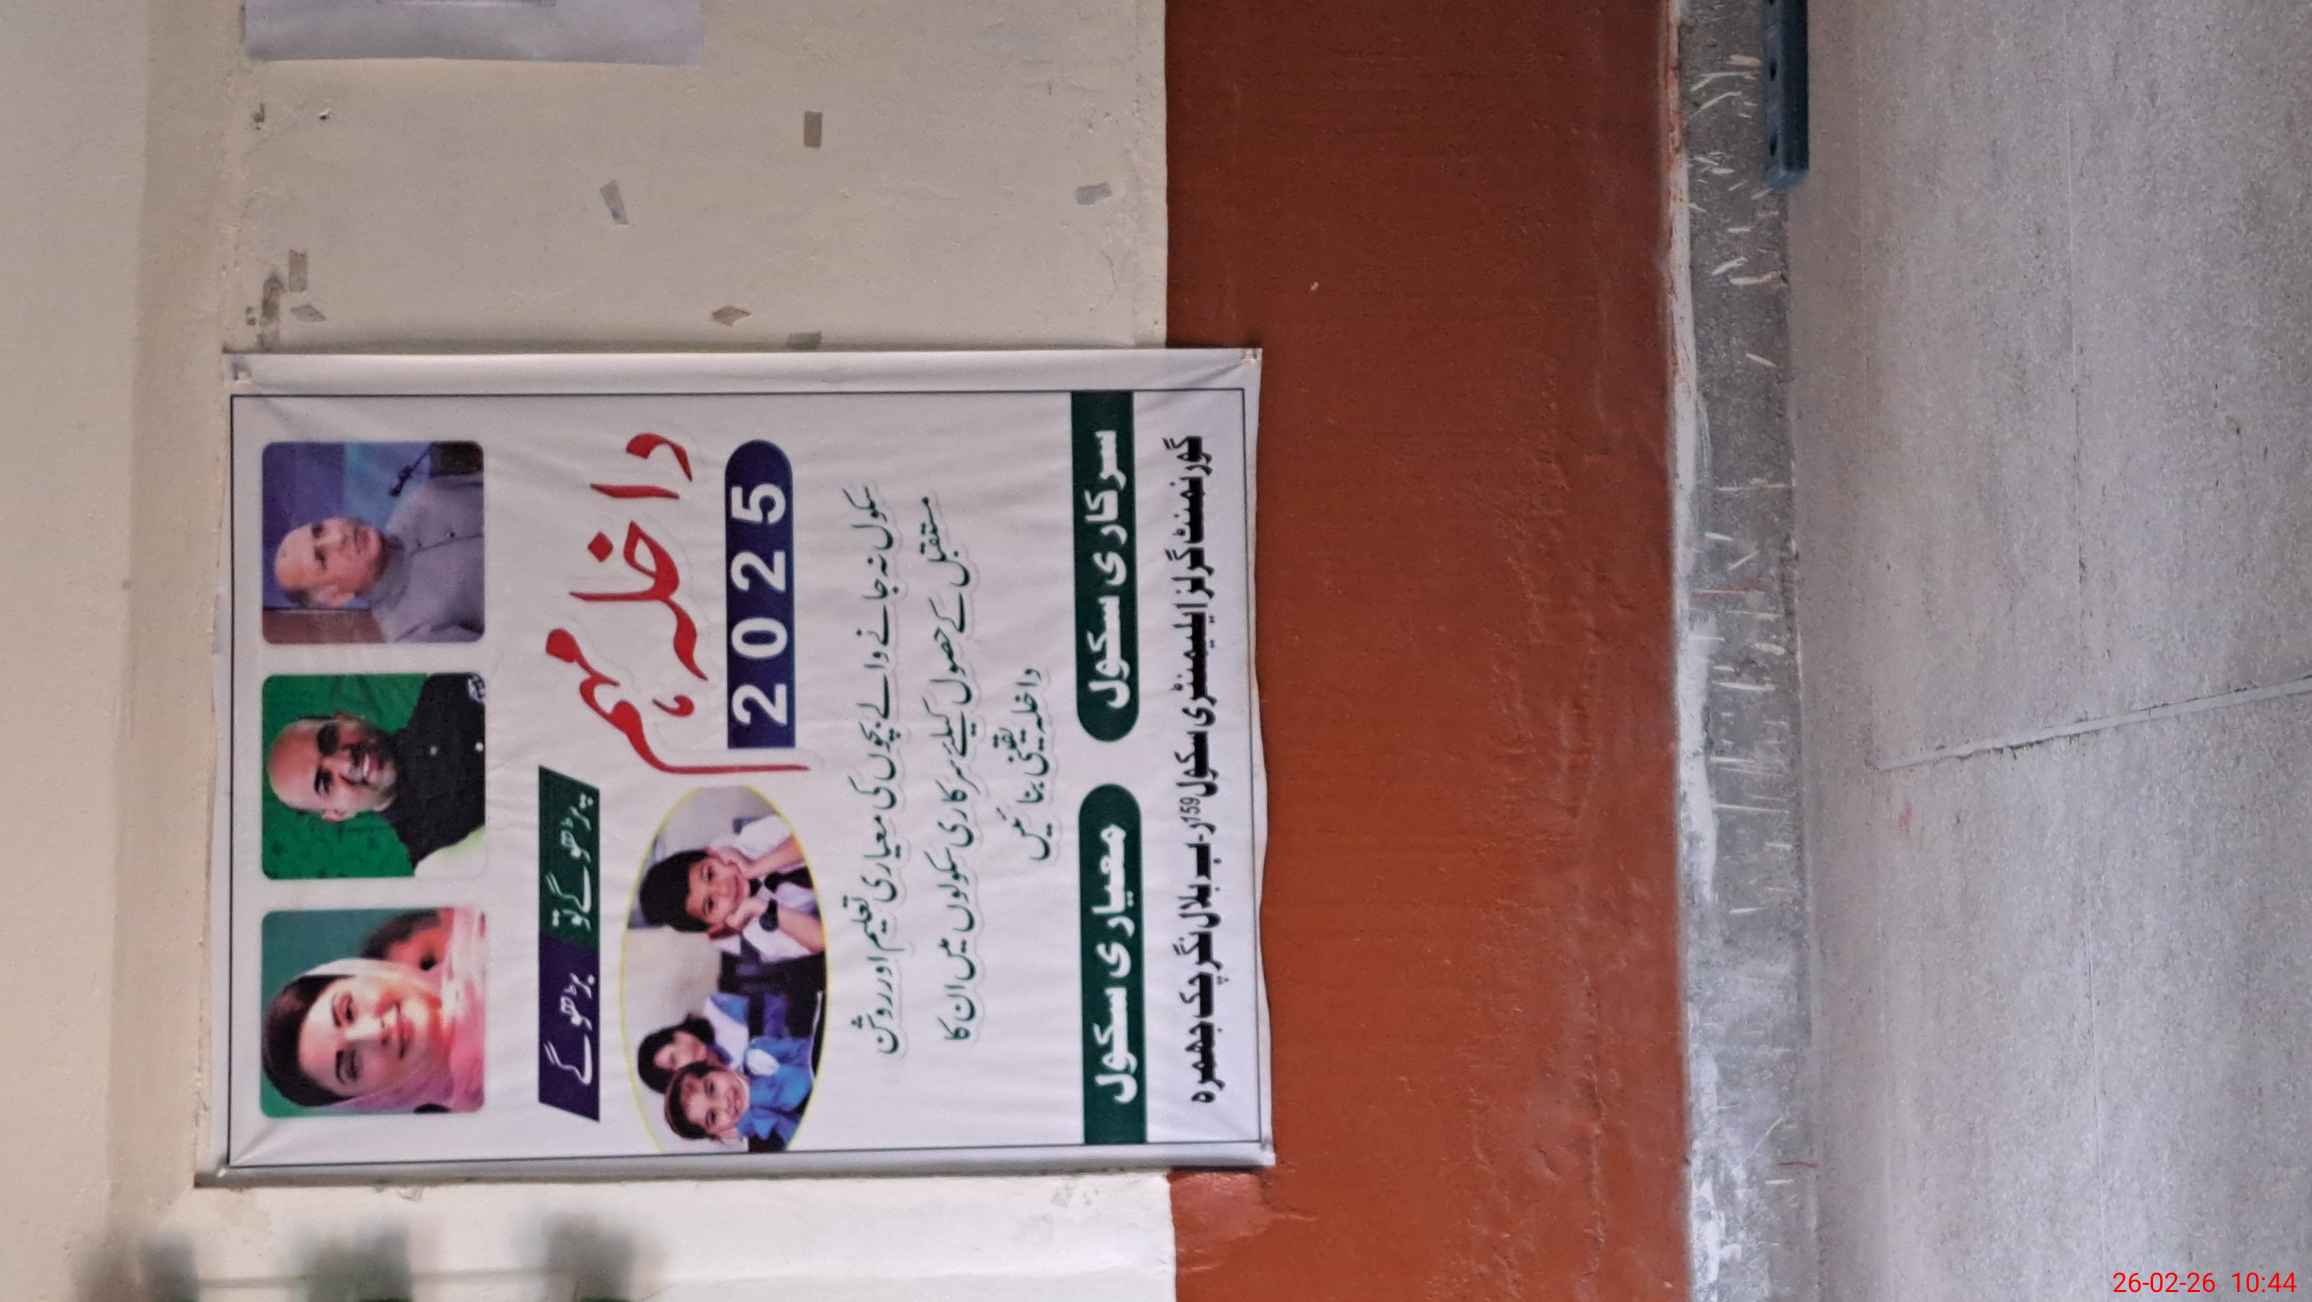 داخلہ مہم
2025
پڑھو گے تو بڑھو گے
سکول نہ جانے والے بچوں کی معیاری تعلیم اور روشن
مستقبل کے حصول کیلئے سرکاری سکولوں میں ان کا
داخلہ یقینی بنائیں
سرکاری سکول معیاری سکول
گورنمنٹ گرلز ایلیمنٹری سکول 159 ر-ب بلال نگر چک جھمرہ
26-02-26 10:44